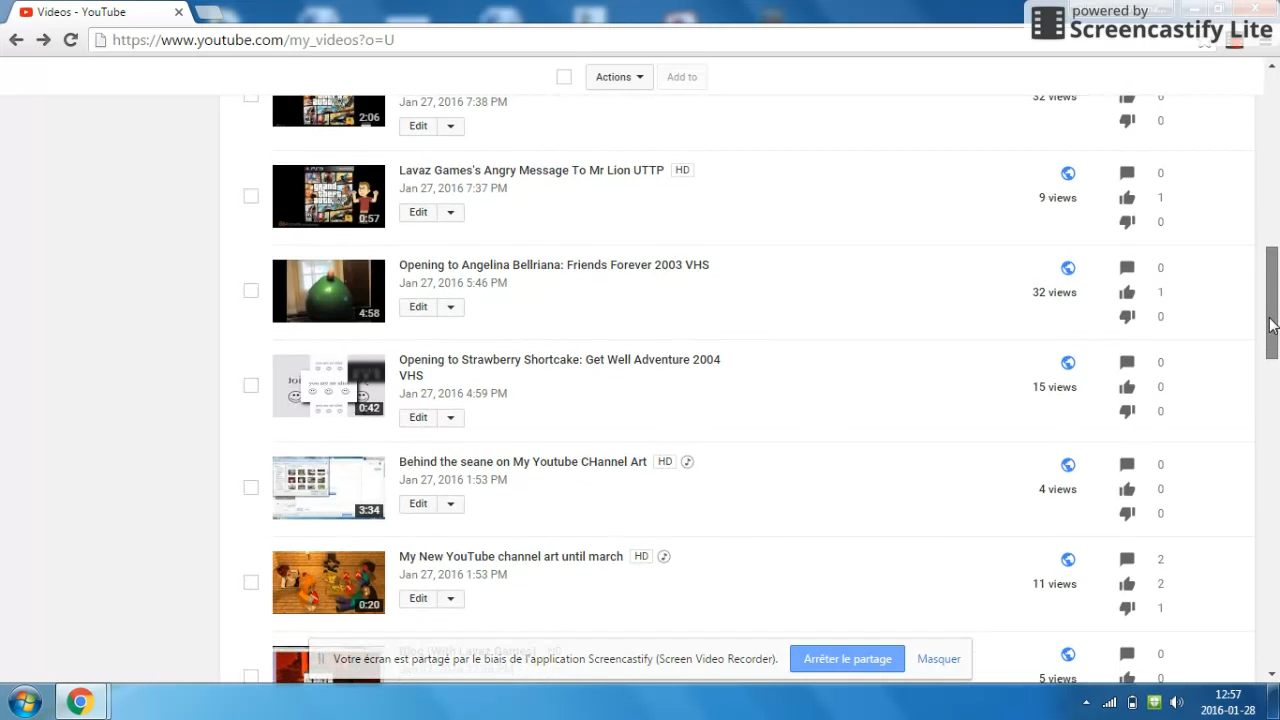 Videos - YouTube
powered by
Screencastify Lite
https://www.youtube.com/my_videos?o=U
Actions
Add to
Jan 27, 2016 7:38 PM
32 views
0
2:06
Edit
0
Lavaz Games's Angry Message To Mr Lion UTTP HD
Jan 27, 2016 7:37 PM
0:57
Edit
9 views
0
1
0
Opening to Angelina Bellriana: Friends Forever 2003 VHS
Jan 27, 2016 5:46 PM
4:58
Edit
32 views
0
1
0
Opening to Strawberry Shortcake: Get Well Adventure 2004
VHS
Jan 27, 2016 4:59 PM
0:42
Edit
15 views
0
0
0
Behind the seane on My Youtube CHannel Art HD
Jan 27, 2016 1:53 PM
3:34
Edit
4 views
0
0
0
My New YouTube channel art until march HD
Jan 27, 2016 1:53 PM
0:20
Edit
11 views
2
2
1
0
5 views
0
Votre écran est partagé par le biais de l'application Screencastify (Screen Video Recorder).
Arrêter le partage
Masquer
12:57
2016-01-28